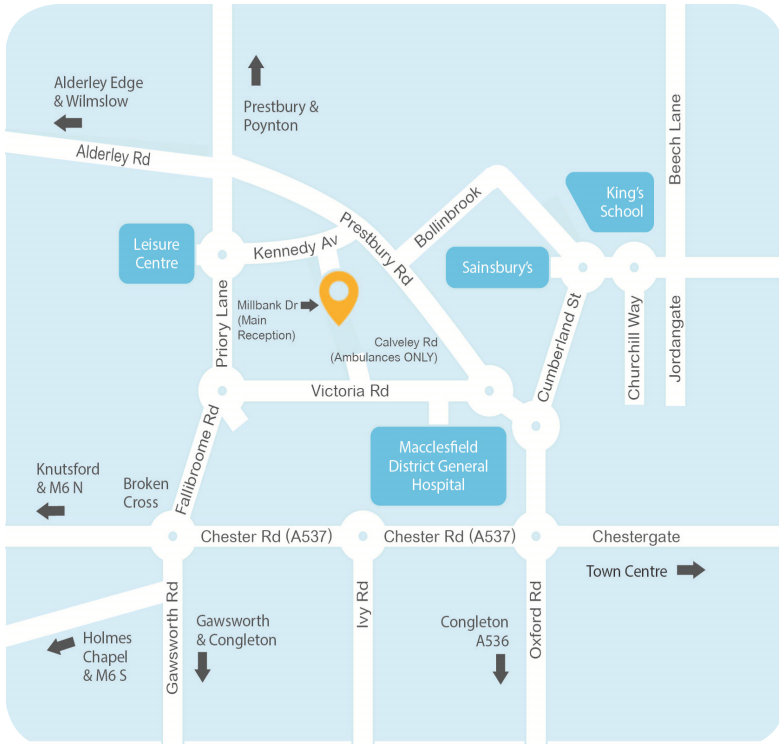 Alderley Edge
& Wilmslow
Prestbury &
Poynton
Beech Lane
Alderley Rd
King's
School
Bollinbrook
Prestbury Rd
Leisure
Centre
Kennedy Av
Sainsbury's
Millbank Dr
(Main
Reception)
Priory Lane
Calveley Rd
(Ambulances ONLY)
Cumberland St
Churchill Way
Jordangate
Victoria Rd
Fallibroome Rd
Macclesfield
District General
Hospital
Knutsford
& M6 N
Broken
Cross
Chester Rd (A537)
Chester Rd (A537)
Chestergate
Town Centre
Gawsworth Rd
Ivy Rd
Oxford Rd
Gawsworth
& Congleton
Congleton
A536
Holmes
Chapel
& M6 S